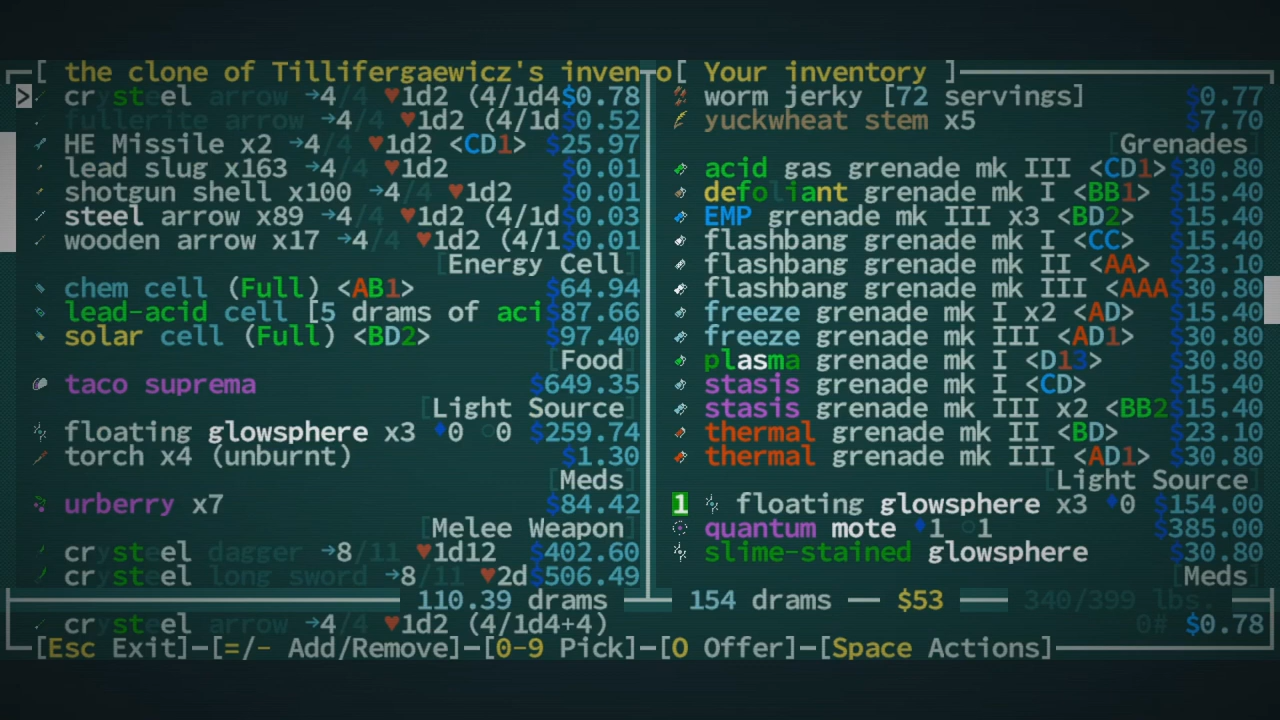 [ the clone of Tillifergaewicz's inven
> crysteel arrow →4/4 ♥1d2 (4/1d4 $0.78
fullerite arrow →4/4 ♥1d2 (4/1d $0.52
HE Missile x2 →4/4 ♥1d2 <CD1> $25.97
lead slug x163 →4/4 ♥1d2 $0.01
shotgun shell x100 →4/4 ♥1d2 $0.01
steel arrow x89 →4/4 ♥1d2 (4/1d $0.03
wooden arrow x17 →4/4 ♥1d2 (4/1 $0.01
[Energy Cell]
chem cell (Full) <AB1> $64.94
lead-acid cell [5 drams of aci $87.66
solar cell (Full) <BD2> $97.40
[Food]
taco suprema $649.35
[Light Source]
floating glowsphere x3 ♦0 ○0 $259.74
torch x4 (unburnt) $1.30
[Meds]
urberry x7 $84.42
[Melee Weapon]
crysteel dagger →8/11 ♥1d12 $402.60
crysteel long sword →8/11 ♥2d $506.49
110.39 drams
o[ Your inventory ]
worm jerky [72 servings] $0.77
yuckwheat stem x5 $7.70
[Grenades]
acid gas grenade mk III <CD1> $30.80
defoliant grenade mk I <BB1> $15.40
EMP grenade mk III x3 <BD2> $15.40
flashbang grenade mk I <CC> $15.40
flashbang grenade mk II <AA> $23.10
flashbang grenade mk III <AAA $30.80
freeze grenade mk I x2 <AD> $15.40
freeze grenade mk III <AD1> $30.80
plasma grenade mk I <D13> $30.80
stasis grenade mk I <CD> $15.40
stasis grenade mk III x2 <BB2 $15.40
thermal grenade mk II <BD> $23.10
thermal grenade mk III <AD1> $30.80
[Light Source]
1 floating glowsphere x3 ♦0 $154.00
quantum mote ♦1 ○1 $385.00
slime-stained glowsphere $30.80
[Meds]
154 drams — $53 — 340/399 lbs.
crysteel arrow →4/4 ♥1d2 (4/1d4+4) 0# $0.78
[Esc Exit]—[=/- Add/Remove]—[0-9 Pick]—[O Offer]—[Space Actions]